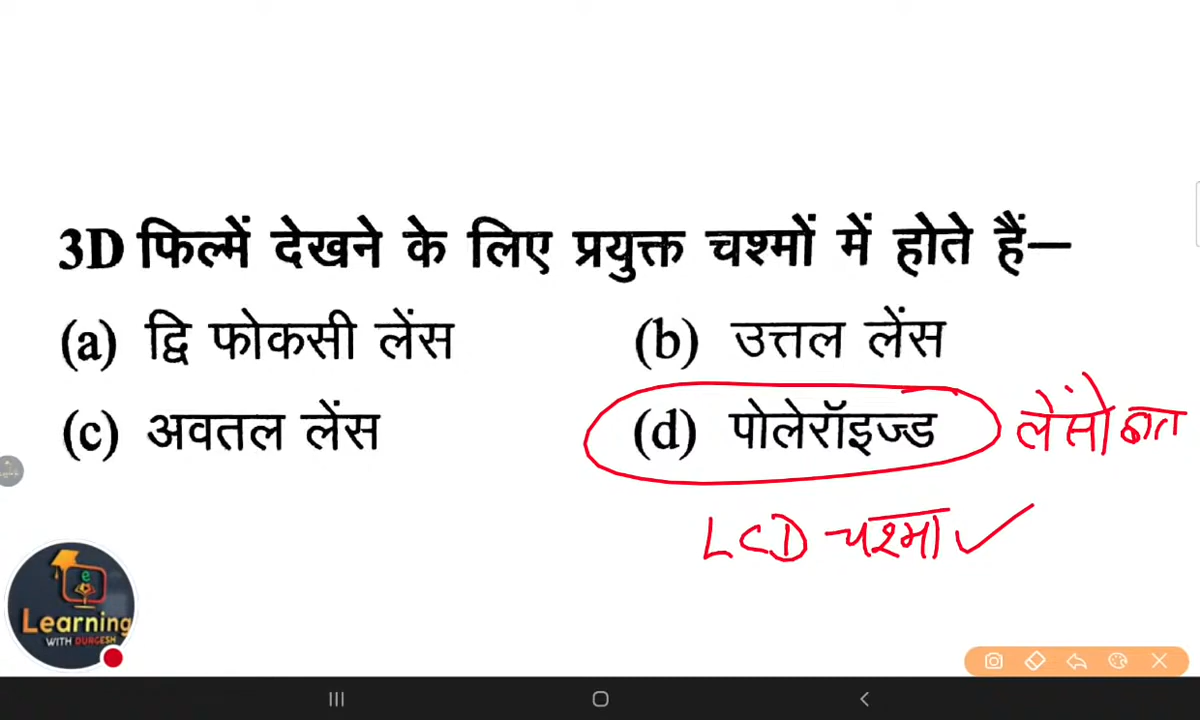 3D फिल्में देखने के लिए प्रयुक्त चश्मों में होते हैं—
(a) द्वि फोकसी लेंस
(b) उत्तल लेंस
(c) अवतल लेंस
(d) पोलेरॉइज्ड लेंसो
LCD चश्मा
e
Learning
WITH DURGESH